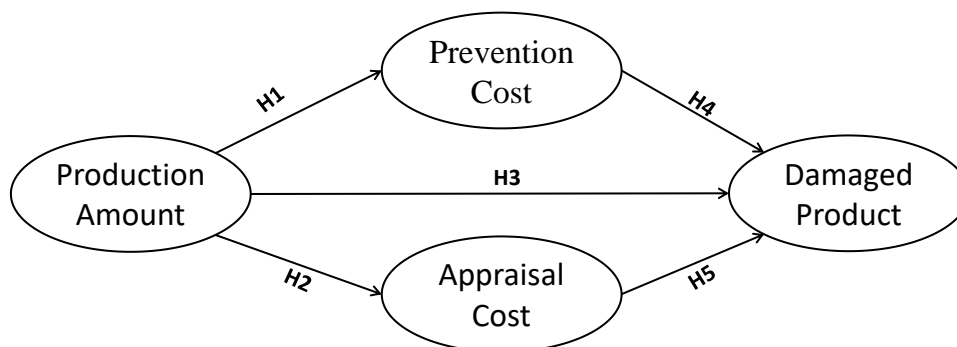 Prevention
Cost
H1
H4
Production
Amount
H3
Damaged
Product
H2
Appraisal
Cost
H5